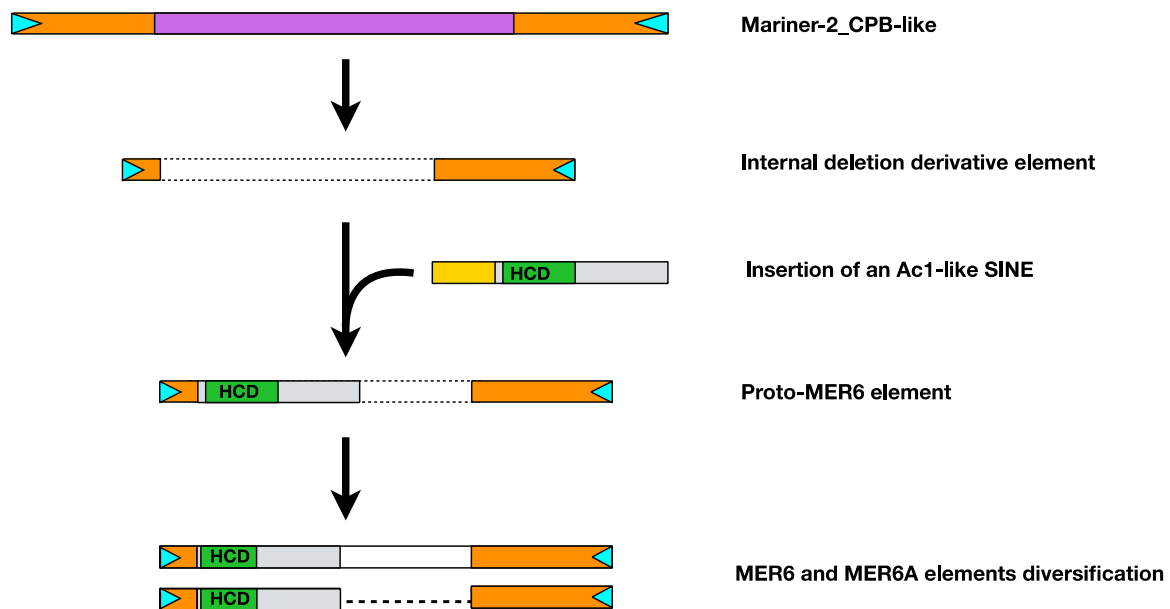 Mariner-2_CPB-like
Internal deletion derivative element
HCD
Insertion of an Ac1-like SINE
HCD
Proto-MER6 element
HCD
HCD
MER6 and MER6A elements diversification